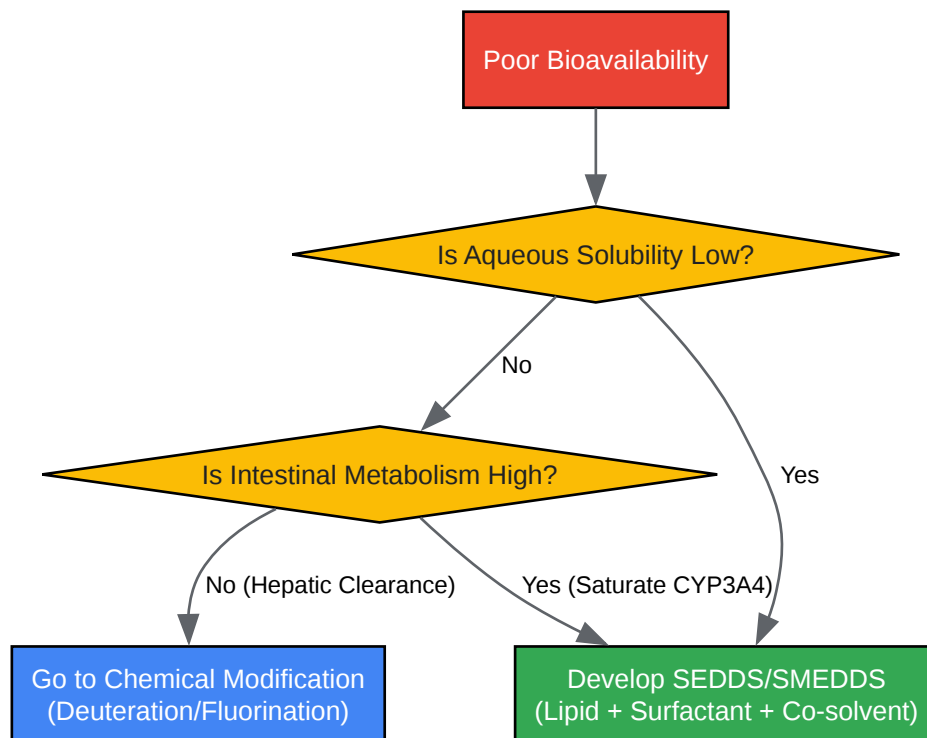 Poor Bioavailability
Is Aqueous Solubility Low?
No
Yes
Is Intestinal Metabolism High?
No (Hepatic Clearance)
Yes (Saturate CYP3A4)
Go to Chemical Modification
(Deuteration/Fluorination)
Develop SEDDS/SMEDDS
(Lipid + Surfactant + Co-solvent)